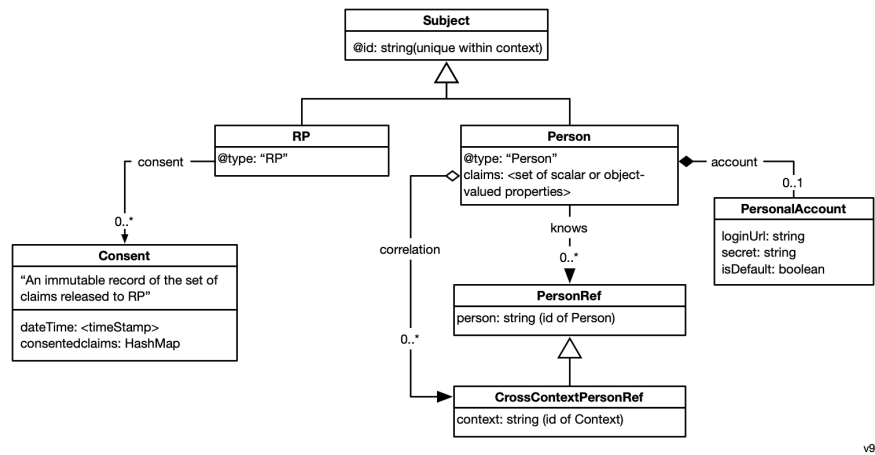 Subject
@id: string(unique within context)
RP
@type: “RP”
Person
@type: “Person”
claims: <set of scalar or object-
valued properties>
consent
0..*
account
0..1
PersonalAccount
loginUrl: string
secret: string
isDefault: boolean
knows
0..*
correlation
0..*
Consent
“An immutable record of the set of
claims released to RP”
dateTime: <timeStamp>
consentedclaims: HashMap
PersonRef
person: string (id of Person)
CrossContextPersonRef
context: string (id of Context)
v9